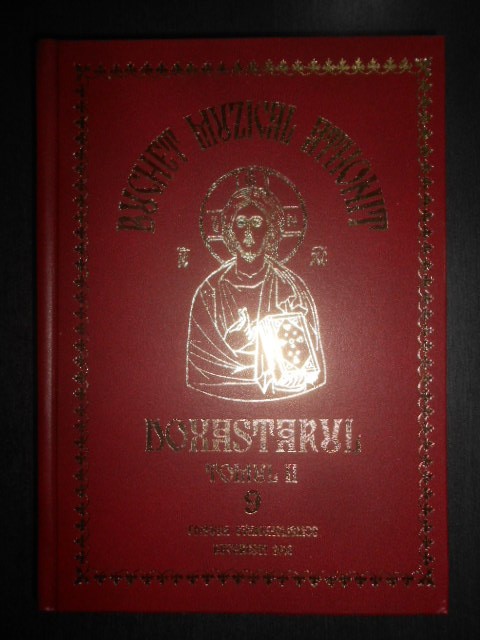 BUCHET MUZICAL ATHONIT
DOXASTARUL
TOMUL II
9